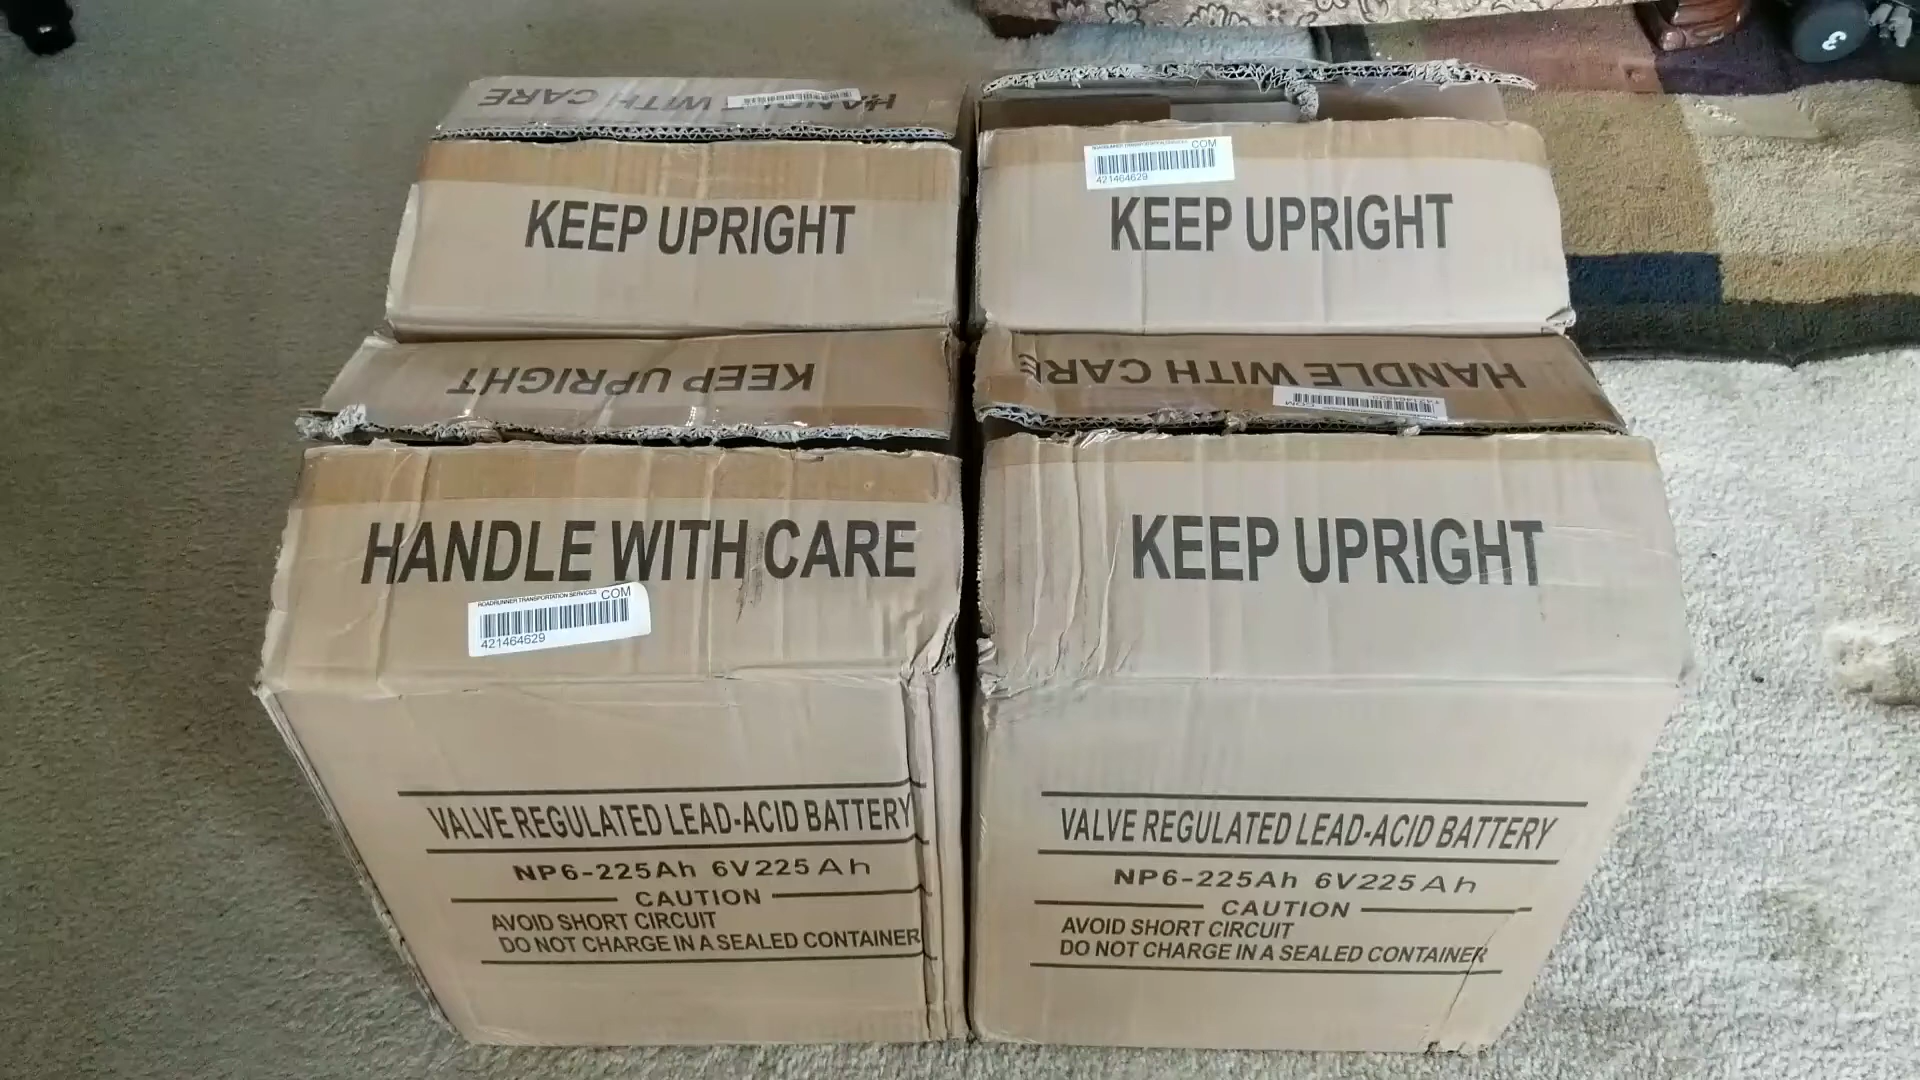 HANDLE WITH CARE
KEEP UPRIGHT
COM
421464629
KEEP UPRIGHT
KEEP UPRIGHT
HANDLE WITH CARE
COM
HANDLE WITH CARE
ROADRUNNER TRANSPORTATION SERVICES COM
421464629
KEEP UPRIGHT
VALVE REGULATED LEAD-ACID BATTERY
NP6-225Ah 6V225Ah
CAUTION
AVOID SHORT CIRCUIT
DO NOT CHARGE IN A SEALED CONTAINER
VALVE REGULATED LEAD-ACID BATTERY
NP6-225Ah 6V225Ah
CAUTION
AVOID SHORT CIRCUIT
DO NOT CHARGE IN A SEALED CONTAINER
3